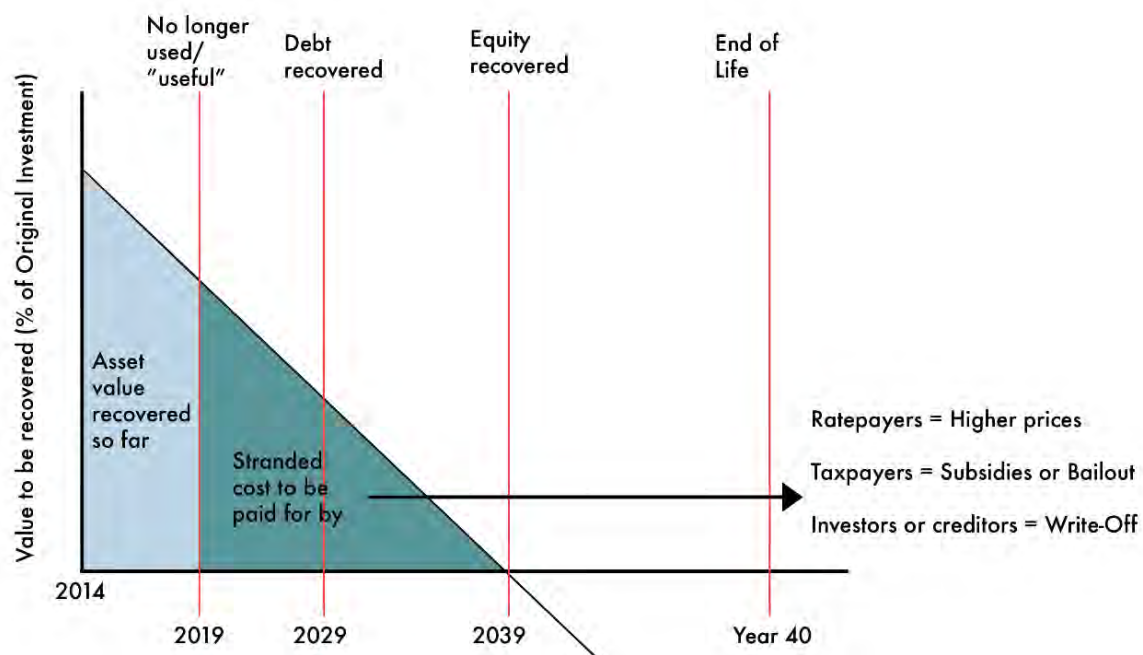 Value to be recovered (% of Original Investment)
No longer
used/
"useful"
Debt
recovered
Equity
recovered
End of
Life
Asset
value
recovered
so far
Stranded
cost to be
paid for by
Ratepayers = Higher prices
Taxpayers = Subsidies or Bailout
Investors or creditors = Write-Off
2014
2019
2029
2039
Year 40